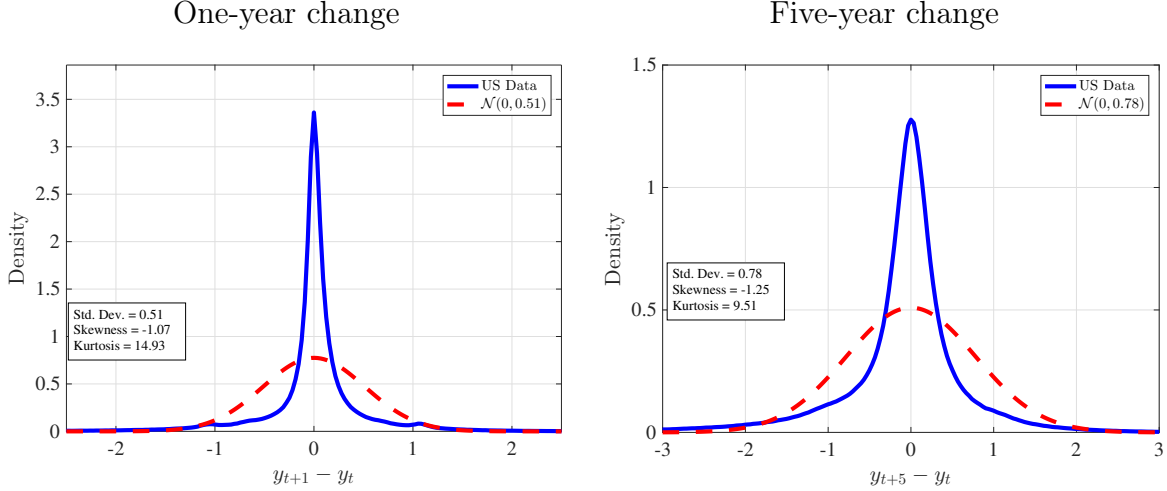 One-year change
US Data
N(0, 0.51)
3.5
3
2.5
2
1.5
1
0.5
0
Density
Std. Dev. = 0.51
Skewness = -1.07
Kurtosis = 14.93
-2
-1
0
1
2
y_{t+1} − y_t
Five-year change
US Data
N(0, 0.78)
1.5
1
0.5
0
Density
Std. Dev. = 0.78
Skewness = -1.25
Kurtosis = 9.51
-3
-2
-1
0
1
2
3
y_{t+5} − y_t